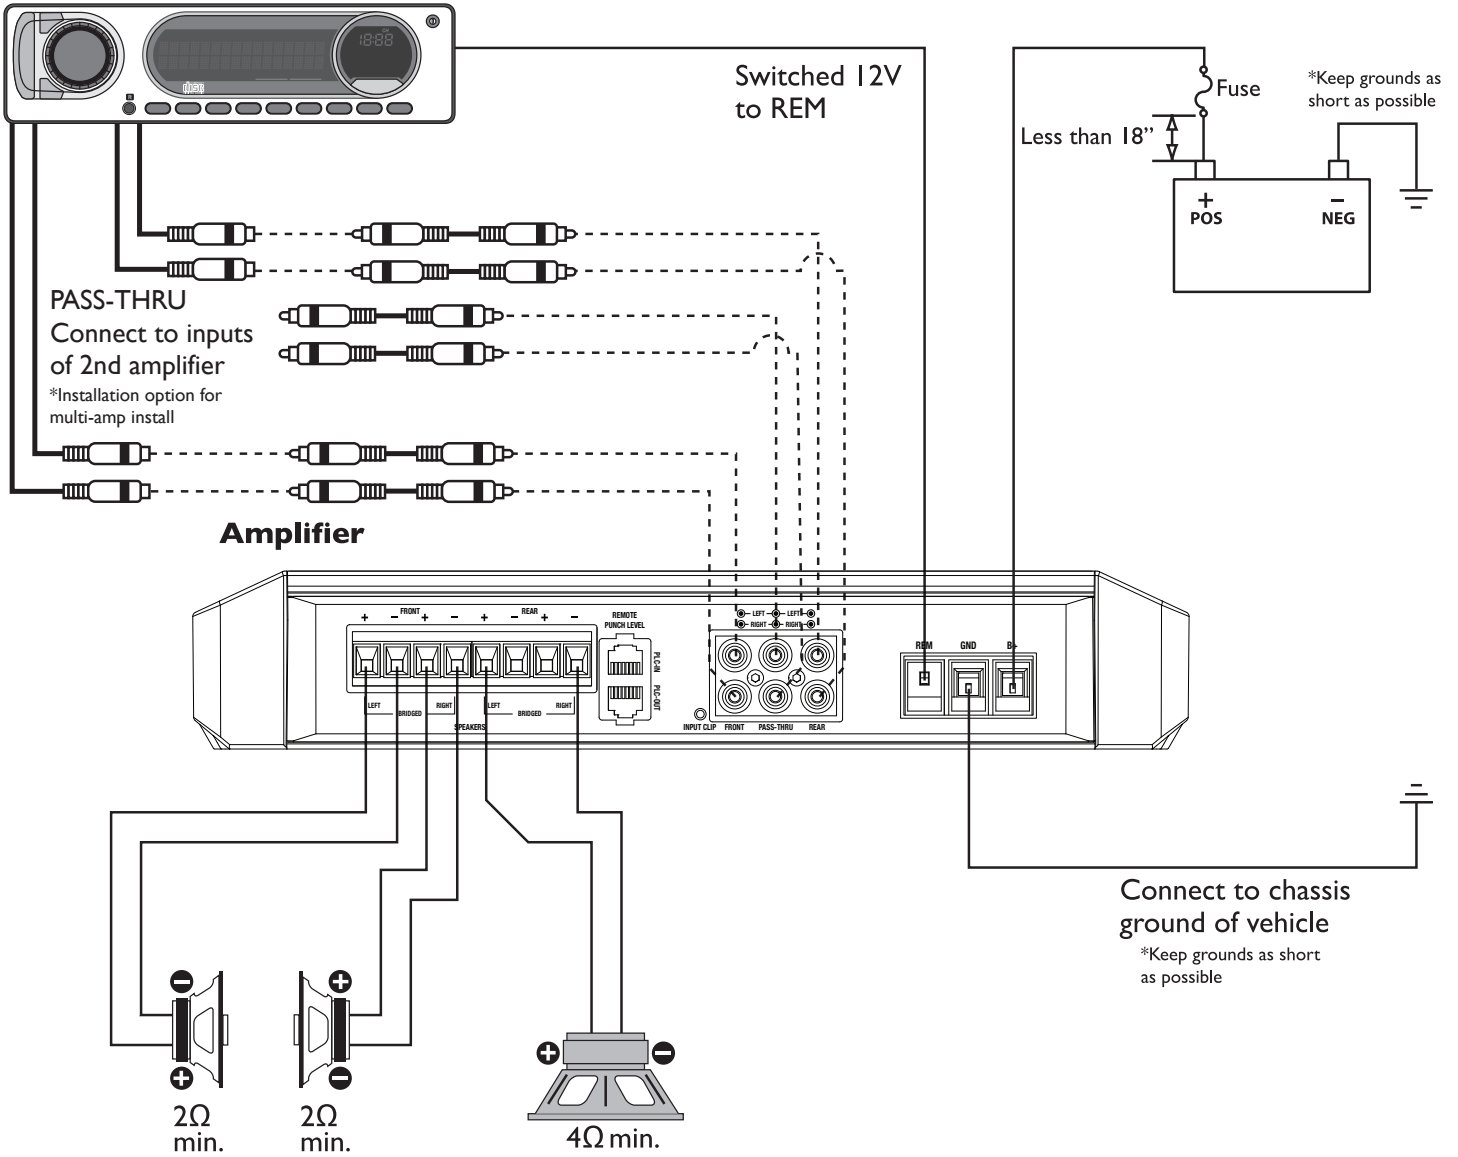 CH
18:88
disc
Switched 12V
to REM
Fuse
*Keep grounds as
short as possible
Less than 18”
+
POS
–
NEG
PASS-THRU
Connect to inputs
of 2nd amplifier
*Installation option for
multi-amp install
Amplifier
FRONT
REAR
+ – + – + – + –
REMOTE
PUNCH LEVEL
LEFT LEFT
RIGHT RIGHT
REM GND B+
PLC-IN
PLC-OUT
LEFT BRIDGED RIGHT
LEFT BRIDGED RIGHT
SPEAKERS
INPUT CLIP FRONT PASS-THRU REAR
Connect to chassis
ground of vehicle
*Keep grounds as short
as possible
– +
+ –
+ –
2Ω
min.
2Ω
min.
4Ω min.